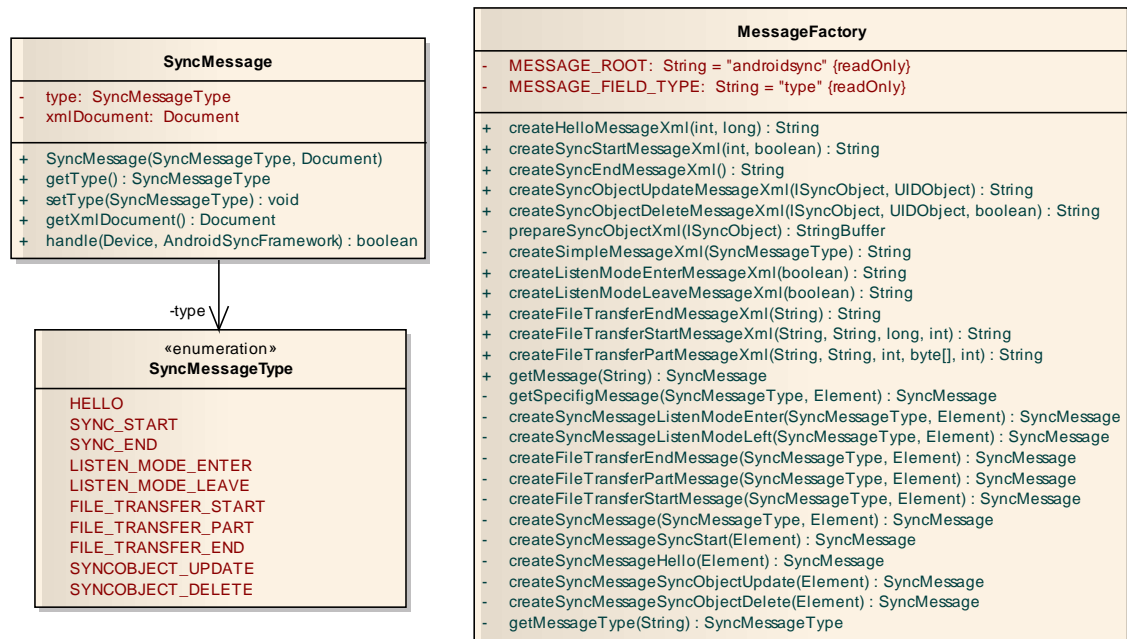 SyncMessage
- type: SyncMessageType
- xmlDocument: Document
+ SyncMessage(SyncMessageType, Document)
+ getType() : SyncMessageType
+ setType(SyncMessageType) : void
+ getXmlDocument() : Document
+ handle(Device, AndroidSyncFramework) : boolean
-type
«enumeration»
SyncMessageType
HELLO
SYNC_START
SYNC_END
LISTEN_MODE_ENTER
LISTEN_MODE_LEAVE
FILE_TRANSFER_START
FILE_TRANSFER_PART
FILE_TRANSFER_END
SYNCOBJECT_UPDATE
SYNCOBJECT_DELETE
MessageFactory
- MESSAGE_ROOT: String = "androidsync" {readOnly}
- MESSAGE_FIELD_TYPE: String = "type" {readOnly}
+ createHelloMessageXml(int, long) : String
+ createSyncStartMessageXml(int, boolean) : String
+ createSyncEndMessageXml() : String
+ createSyncObjectUpdateMessageXml(ISyncObject, UIDObject) : String
+ createSyncObjectDeleteMessageXml(ISyncObject, UIDObject, boolean) : String
- prepareSyncObjectXml(ISyncObject) : StringBuffer
- createSimpleMessageXml(SyncMessageType) : String
+ createListenModeEnterMessageXml(boolean) : String
+ createListenModeLeaveMessageXml(boolean) : String
+ createFileTransferEndMessageXml(String) : String
+ createFileTransferStartMessageXml(String, String, long, int) : String
+ createFileTransferPartMessageXml(String, String, int, byte[], int) : String
+ getMessage(String) : SyncMessage
- getSpecifigMessage(SyncMessageType, Element) : SyncMessage
- createSyncMessageListenModeEnter(SyncMessageType, Element) : SyncMessage
- createSyncMessageListenModeLeft(SyncMessageType, Element) : SyncMessage
- createFileTransferEndMessage(SyncMessageType, Element) : SyncMessage
- createFileTransferPartMessage(SyncMessageType, Element) : SyncMessage
- createFileTransferStartMessage(SyncMessageType, Element) : SyncMessage
- createSyncMessage(SyncMessageType, Element) : SyncMessage
- createSyncMessageSyncStart(Element) : SyncMessage
- createSyncMessageHello(Element) : SyncMessage
- createSyncMessageSyncObjectUpdate(Element) : SyncMessage
- createSyncMessageSyncObjectDelete(Element) : SyncMessage
- getMessageType(String) : SyncMessageType